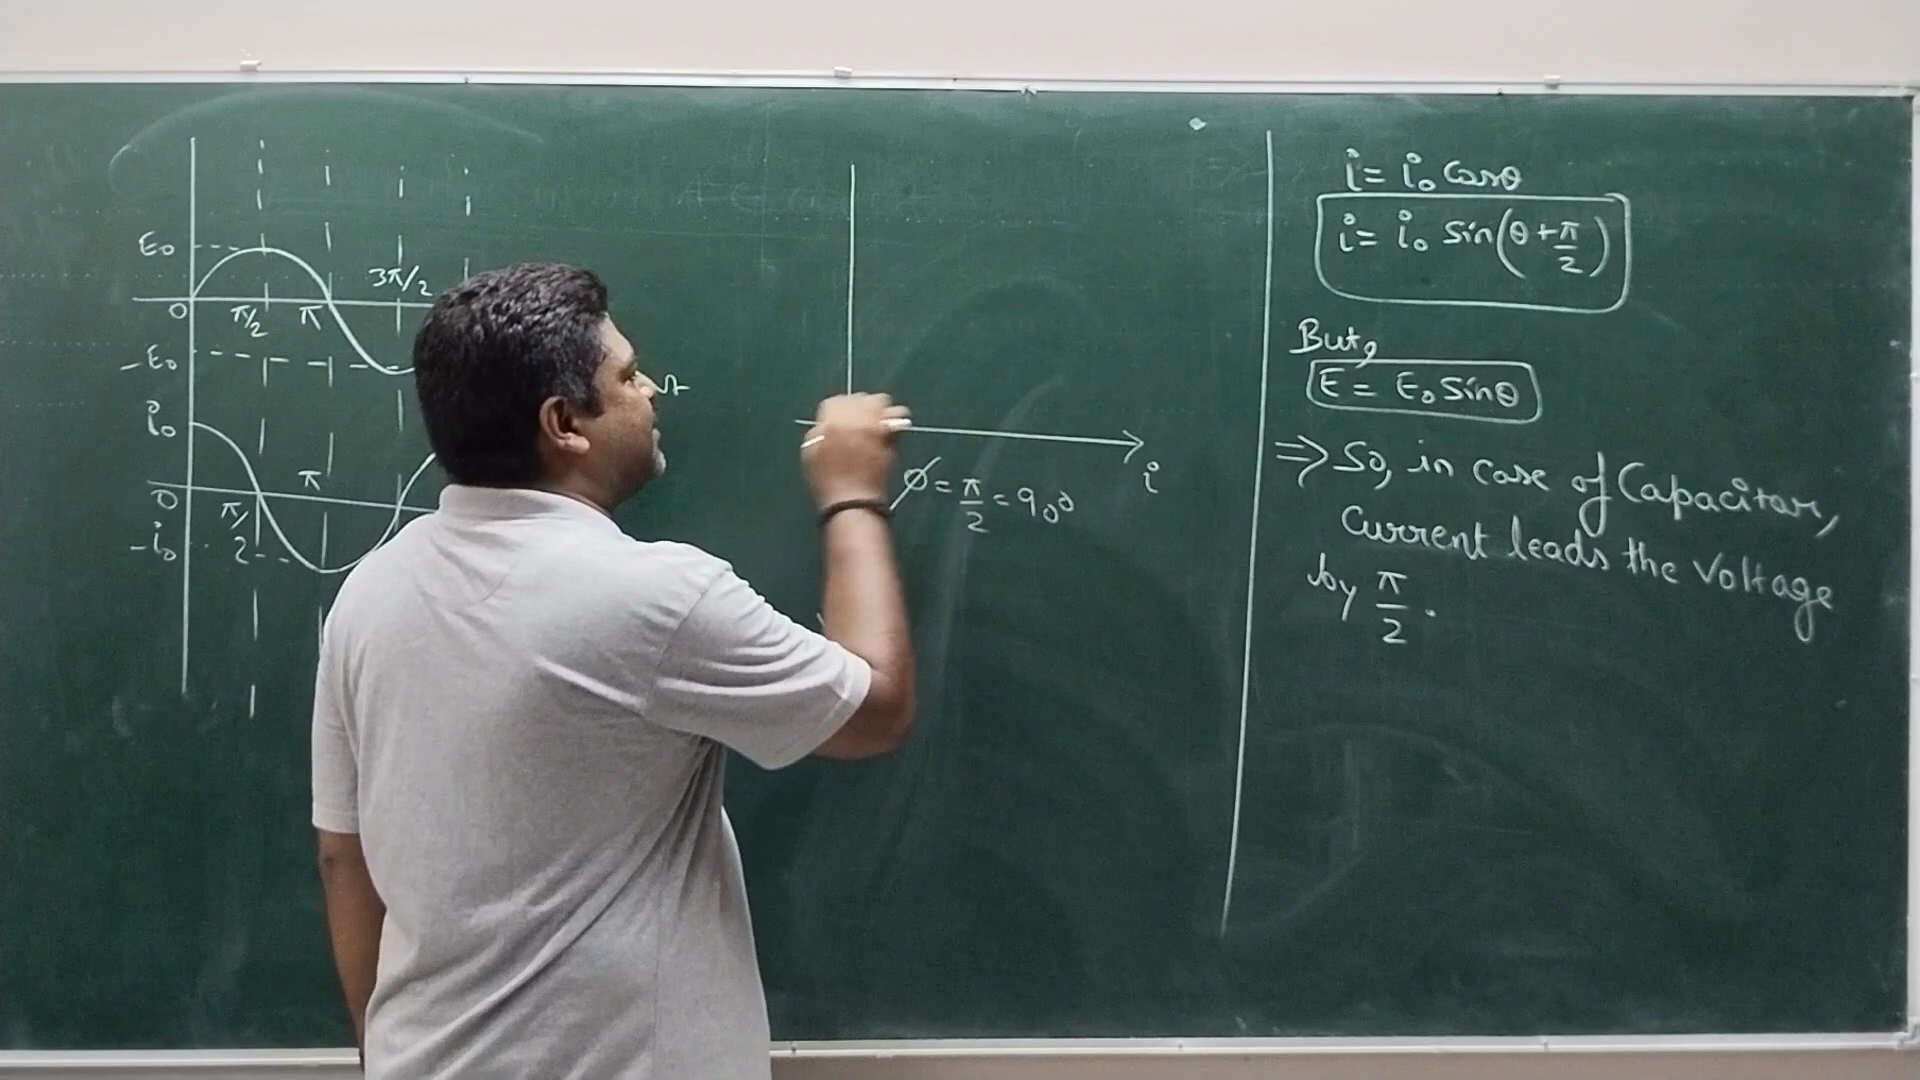 E₀
0
π/2
π
3π/2
-E₀
i₀
0
π/2
π
-i₀
i
ϕ = π/2 = 90°
i = i₀ Cosθ
i = i₀ Sin(θ + π/2)
But,
E = E₀ Sinθ
⇒ So, in case of Capacitor,
Current leads the Voltage
by π/2.